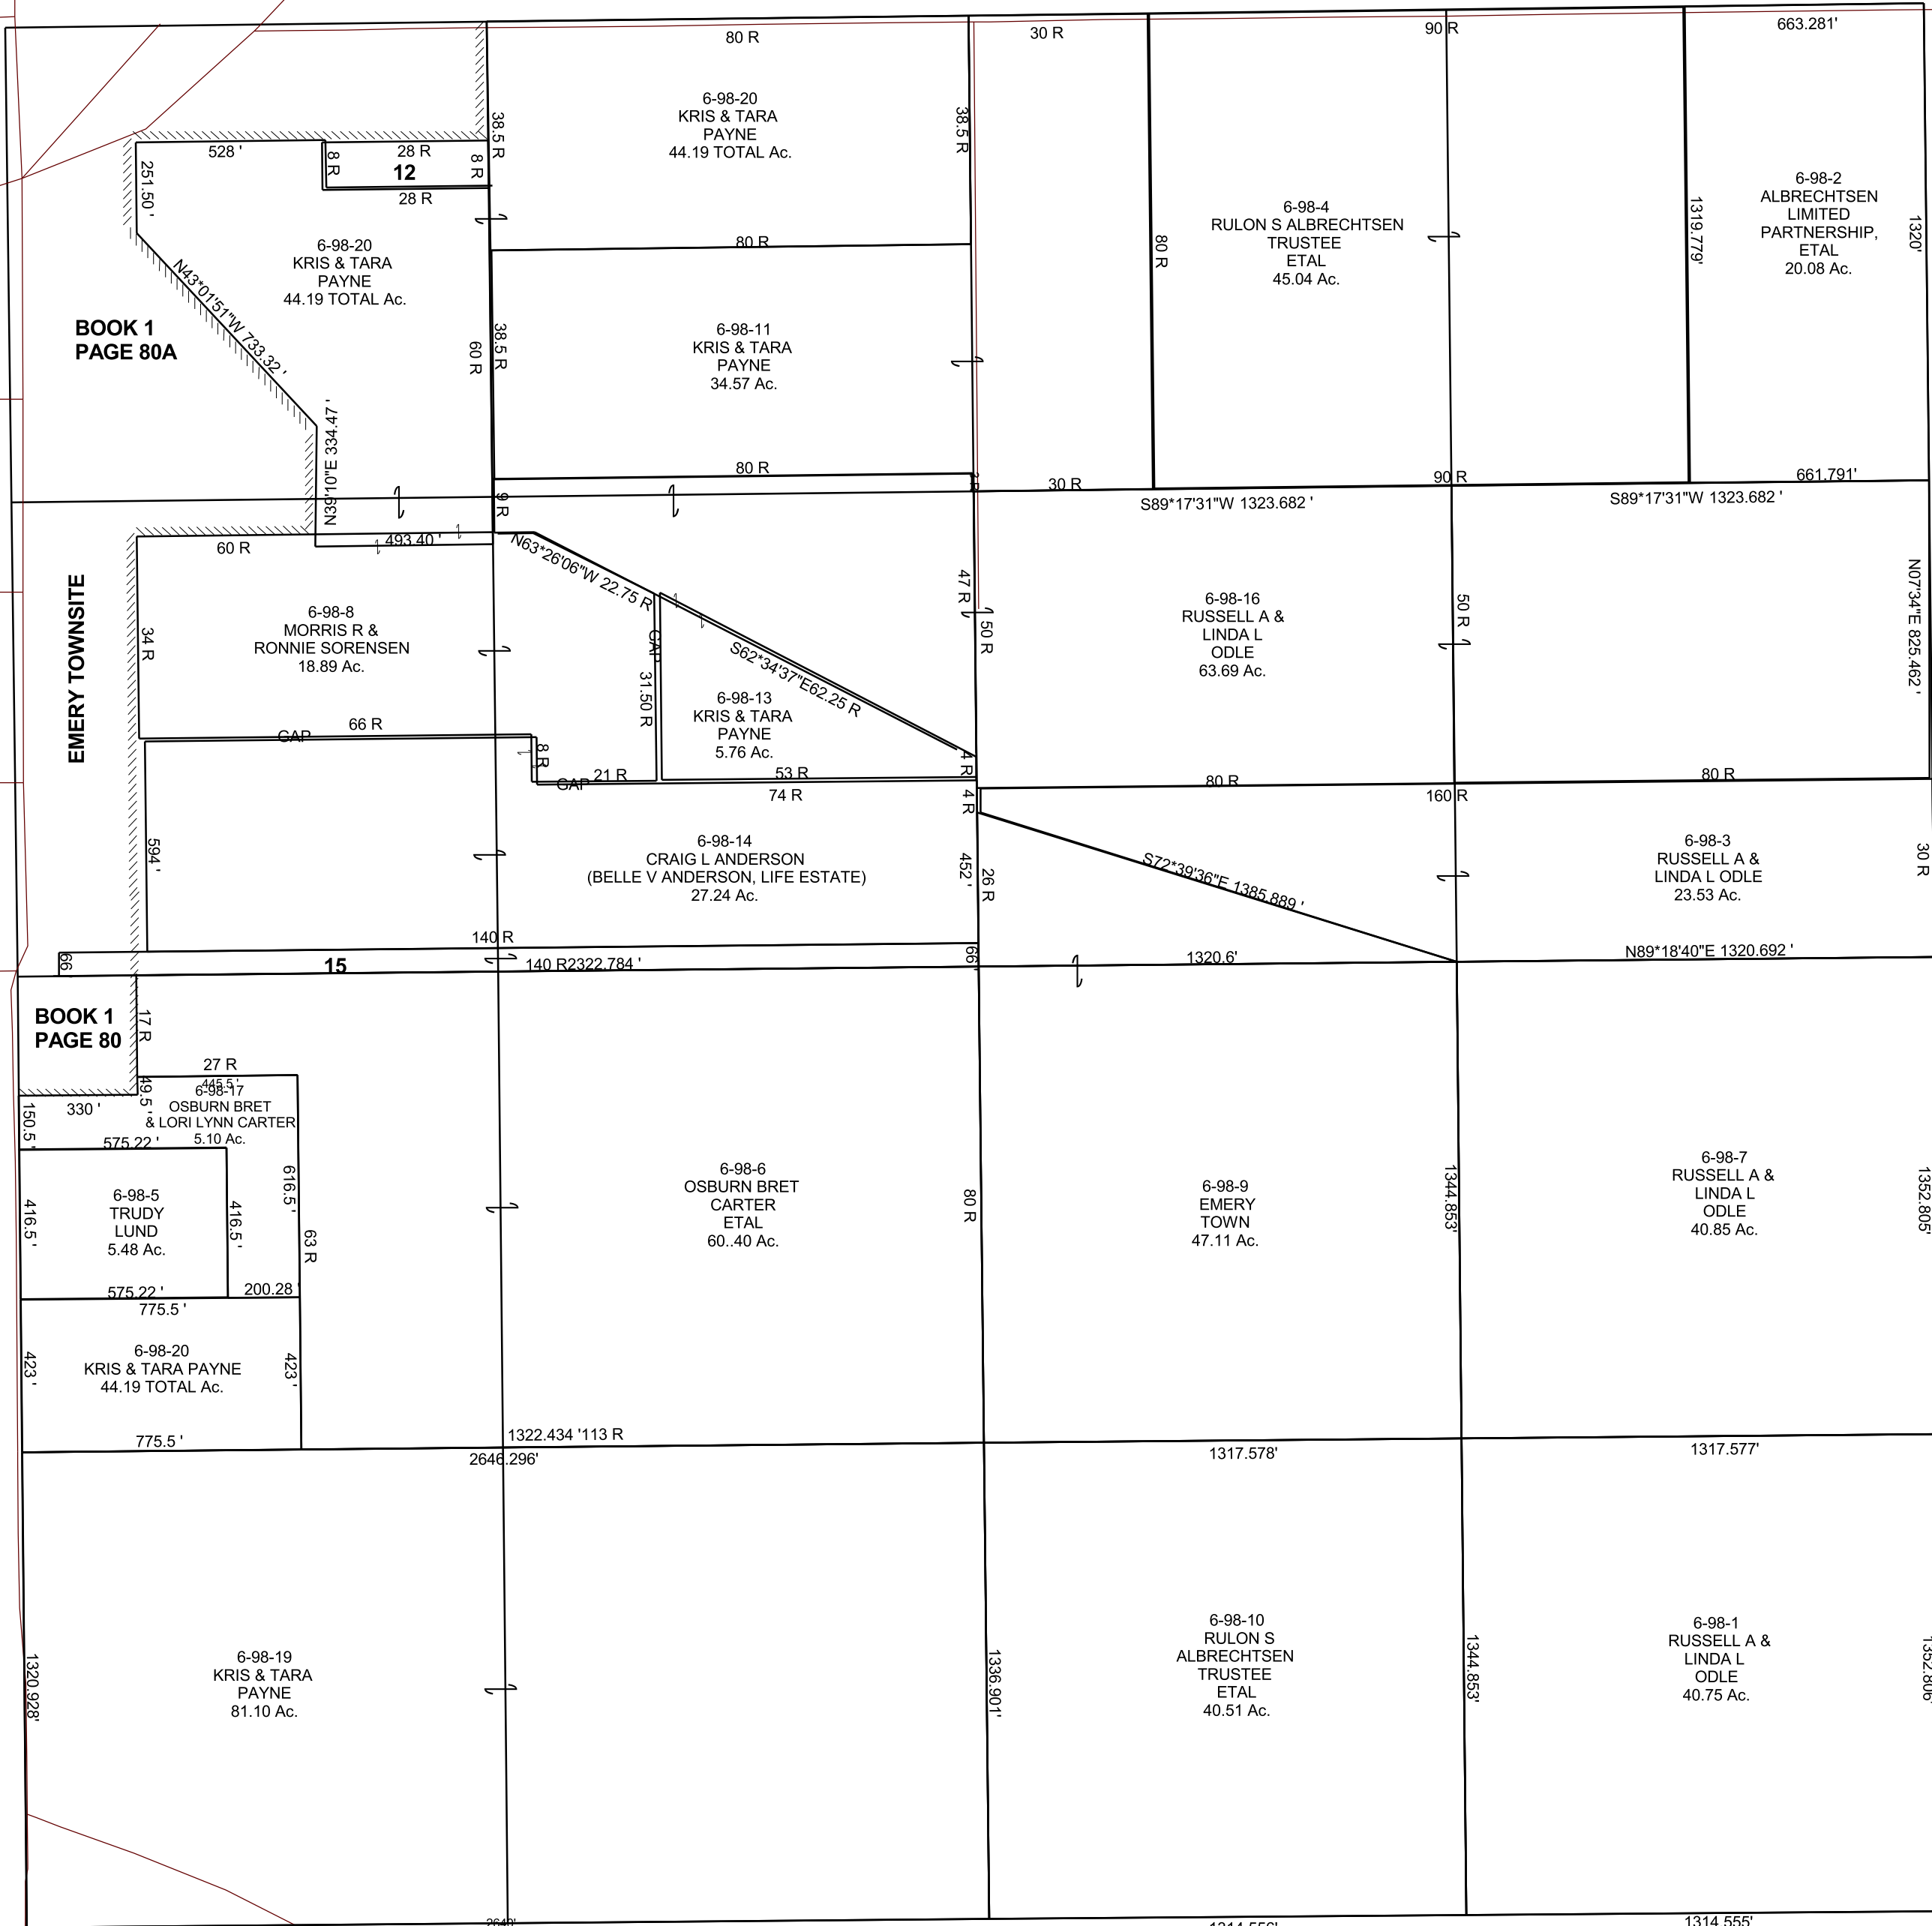 80 R
30 R
90 R
663.281'
528 '
8 R
28 R
12
8 R
28 R
251.50 '
38.5 R
6-98-20
KRIS & TARA
PAYNE
44.19 TOTAL Ac.
38.5 R
80 R
6-98-4
RULON S ALBRECHTSEN
TRUSTEE
ETAL
45.04 Ac.
1319.779'
6-98-2
ALBRECHTSEN
LIMITED
PARTNERSHIP,
ETAL
20.08 Ac.
1320'
6-98-20
KRIS & TARA
PAYNE
44.19 TOTAL Ac.
80 R
N43*01'51"W 733.32 '
BOOK 1
PAGE 80A
60 R
38.5 R
6-98-11
KRIS & TARA
PAYNE
34.57 Ac.
N39'10"E 334.47 '
80 R
9 R
30 R
90 R
661.791'
S89*17'31"W 1323.682 '
S89*17'31"W 1323.682 '
60 R
493.40 '
N63*26'06"W 22.75 R
EMERY TOWNSITE
34 R
6-98-8
MORRIS R &
RONNIE SORENSEN
18.89 Ac.
GAP
31.50 R
S62*34'37"E62.25 R
47 R
50 R
6-98-16
RUSSELL A &
LINDA L
ODLE
63.69 Ac.
50 R
N07'34"E 825.462 '
6-98-13
KRIS & TARA
PAYNE
5.76 Ac.
66 R
GAP
8 R
21 R
GAP
53 R
74 R
4 R
4 R
80 R
160 R
80 R
594 '
6-98-14
CRAIG L ANDERSON
(BELLE V ANDERSON, LIFE ESTATE)
27.24 Ac.
452 '
26 R
S72*39'36"E 1385.889 '
6-98-3
RUSSELL A &
LINDA L ODLE
23.53 Ac.
30 R
140 R
66 '
15
140 R2322.784 '
66 '
1320.6'
N89*18'40"E 1320.692 '
BOOK 1
PAGE 80
17 R
27 R
445.5 '
49.5 '
6-98-17
OSBURN BRET
& LORI LYNN CARTER
5.10 Ac.
330 '
150.5 '
575.22 '
416.5 '
6-98-5
TRUDY
LUND
5.48 Ac.
416.5 '
616.5 '
63 R
575.22 '
200.28 '
775.5 '
6-98-6
OSBURN BRET
CARTER
ETAL
60..40 Ac.
80 R
6-98-9
EMERY
TOWN
47.11 Ac.
1344.853'
6-98-7
RUSSELL A &
LINDA L
ODLE
40.85 Ac.
1352.805'
423 '
6-98-20
KRIS & TARA PAYNE
44.19 TOTAL Ac.
423 '
775.5 '
1322.434 '113 R
2646.296'
1317.578'
1317.577'
1320.928'
6-98-19
KRIS & TARA
PAYNE
81.10 Ac.
1336.901'
6-98-10
RULON S
ALBRECHTSEN
TRUSTEE
ETAL
40.51 Ac.
1344.853'
6-98-1
RUSSELL A &
LINDA L
ODLE
40.75 Ac.
1352.806'
1314.556'
1314.555'